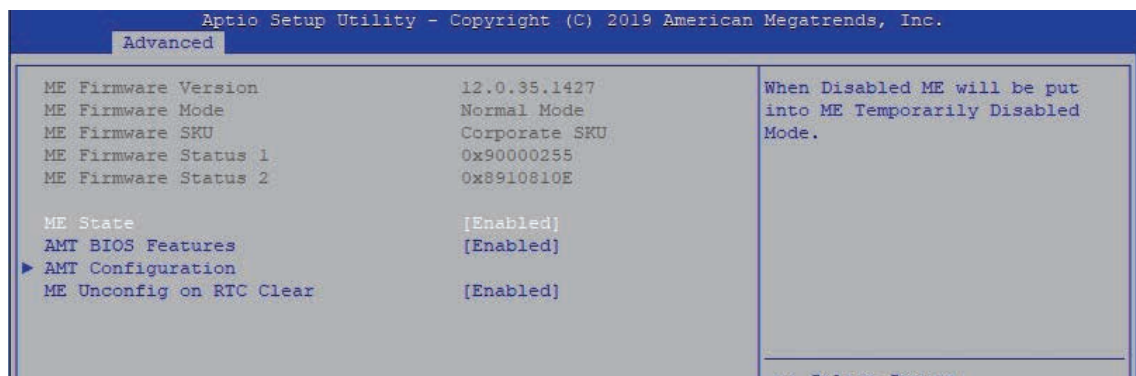 Aptio Setup Utility - Copyright (C) 2019 American Megatrends, Inc.
Advanced
ME Firmware Version 12.0.35.1427
ME Firmware Mode Normal Mode
ME Firmware SKU Corporate SKU
ME Firmware Status 1 0x90000255
ME Firmware Status 2 0x8910810E
ME State [Enabled]
AMT BIOS Features [Enabled]
► AMT Configuration
ME Unconfig on RTC Clear [Enabled]
When Disabled ME will be put
into ME Temporarily Disabled
Mode.